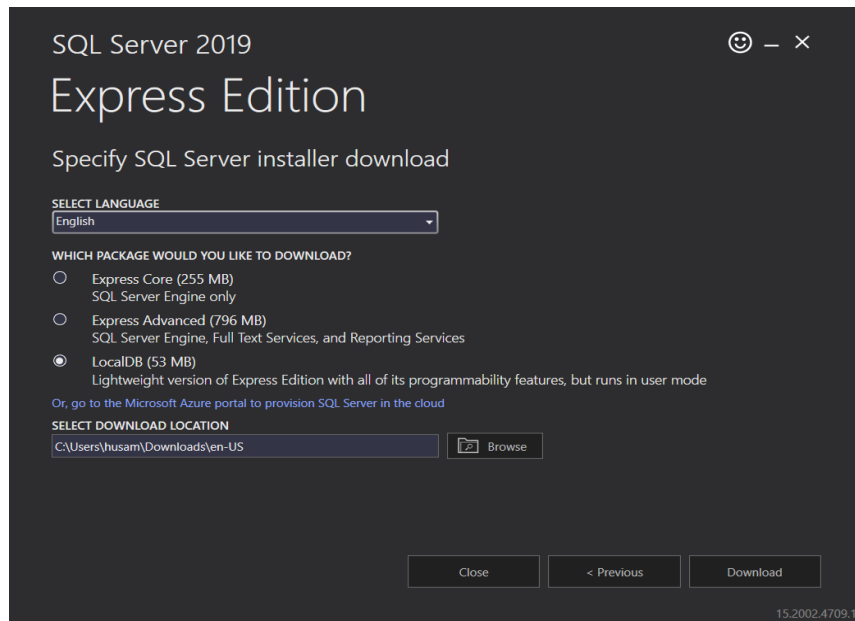 SQL Server 2019
Express Edition
Specify SQL Server installer download
SELECT LANGUAGE
English
WHICH PACKAGE WOULD YOU LIKE TO DOWNLOAD?
Express Core (255 MB)
SQL Server Engine only
Express Advanced (796 MB)
SQL Server Engine, Full Text Services, and Reporting Services
LocalDB (53 MB)
Lightweight version of Express Edition with all of its programmability features, but runs in user mode
Or, go to the Microsoft Azure portal to provision SQL Server in the cloud
SELECT DOWNLOAD LOCATION
C:\Users\husam\Downloads\en-US
Browse
Close
< Previous
Download
15.2002.4709.1